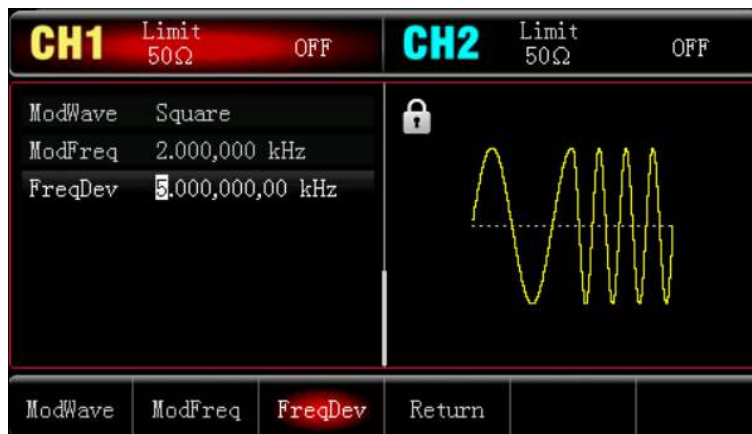 CH1 Limit 50Ω OFF CH2 Limit 50Ω OFF
ModWave Square
ModFreq 2.000,000 kHz
FreqDev 5.000,000,00 kHz
ModWave ModFreq FreqDev Return